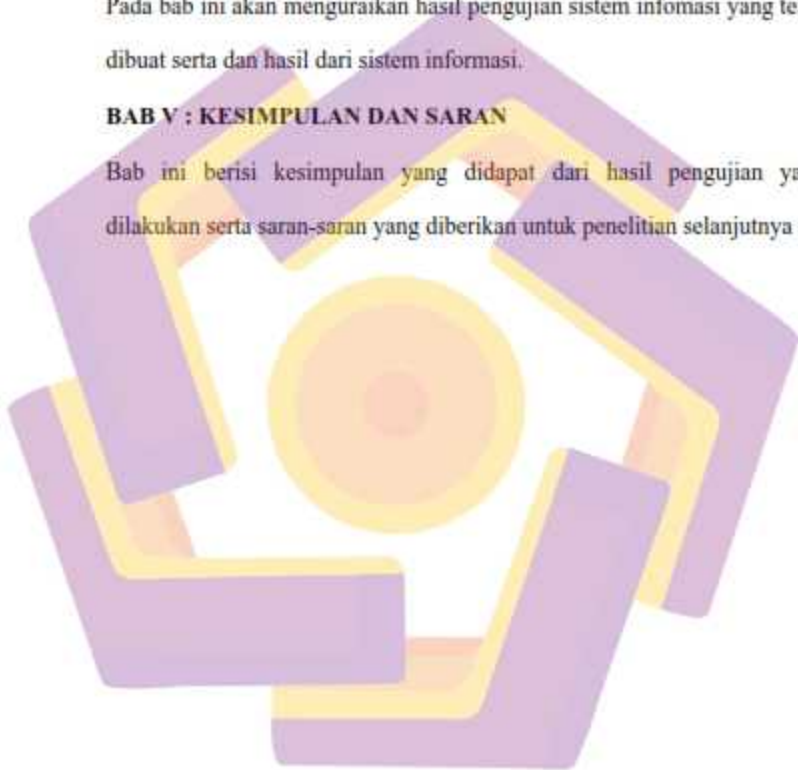 Pada bab ini akan menguraikan hasil pengujian sistem infomasi yang te
dibuat serta dan hasil dari sistem informasi.
BAB V : KESIMPULAN DAN SARAN
Bab ini berisi kesimpulan yang didapat dari hasil pengujian ya
dilakukan serta saran-saran yang diberikan untuk penelitian selanjutnya